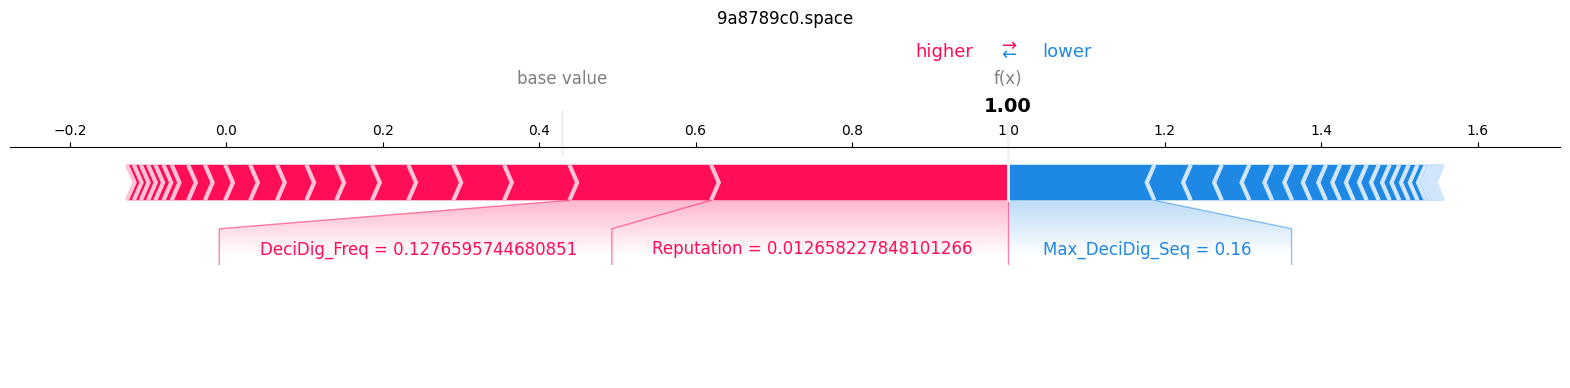 9a8789c0.space
higher ⇄ lower
base value f(x)
1.00
−0.2 0.0 0.2 0.4 0.6 0.8 1.0 1.2 1.4 1.6
DeciDig_Freq = 0.1276595744680851 Reputation = 0.012658227848101266 Max_DeciDig_Seq = 0.16